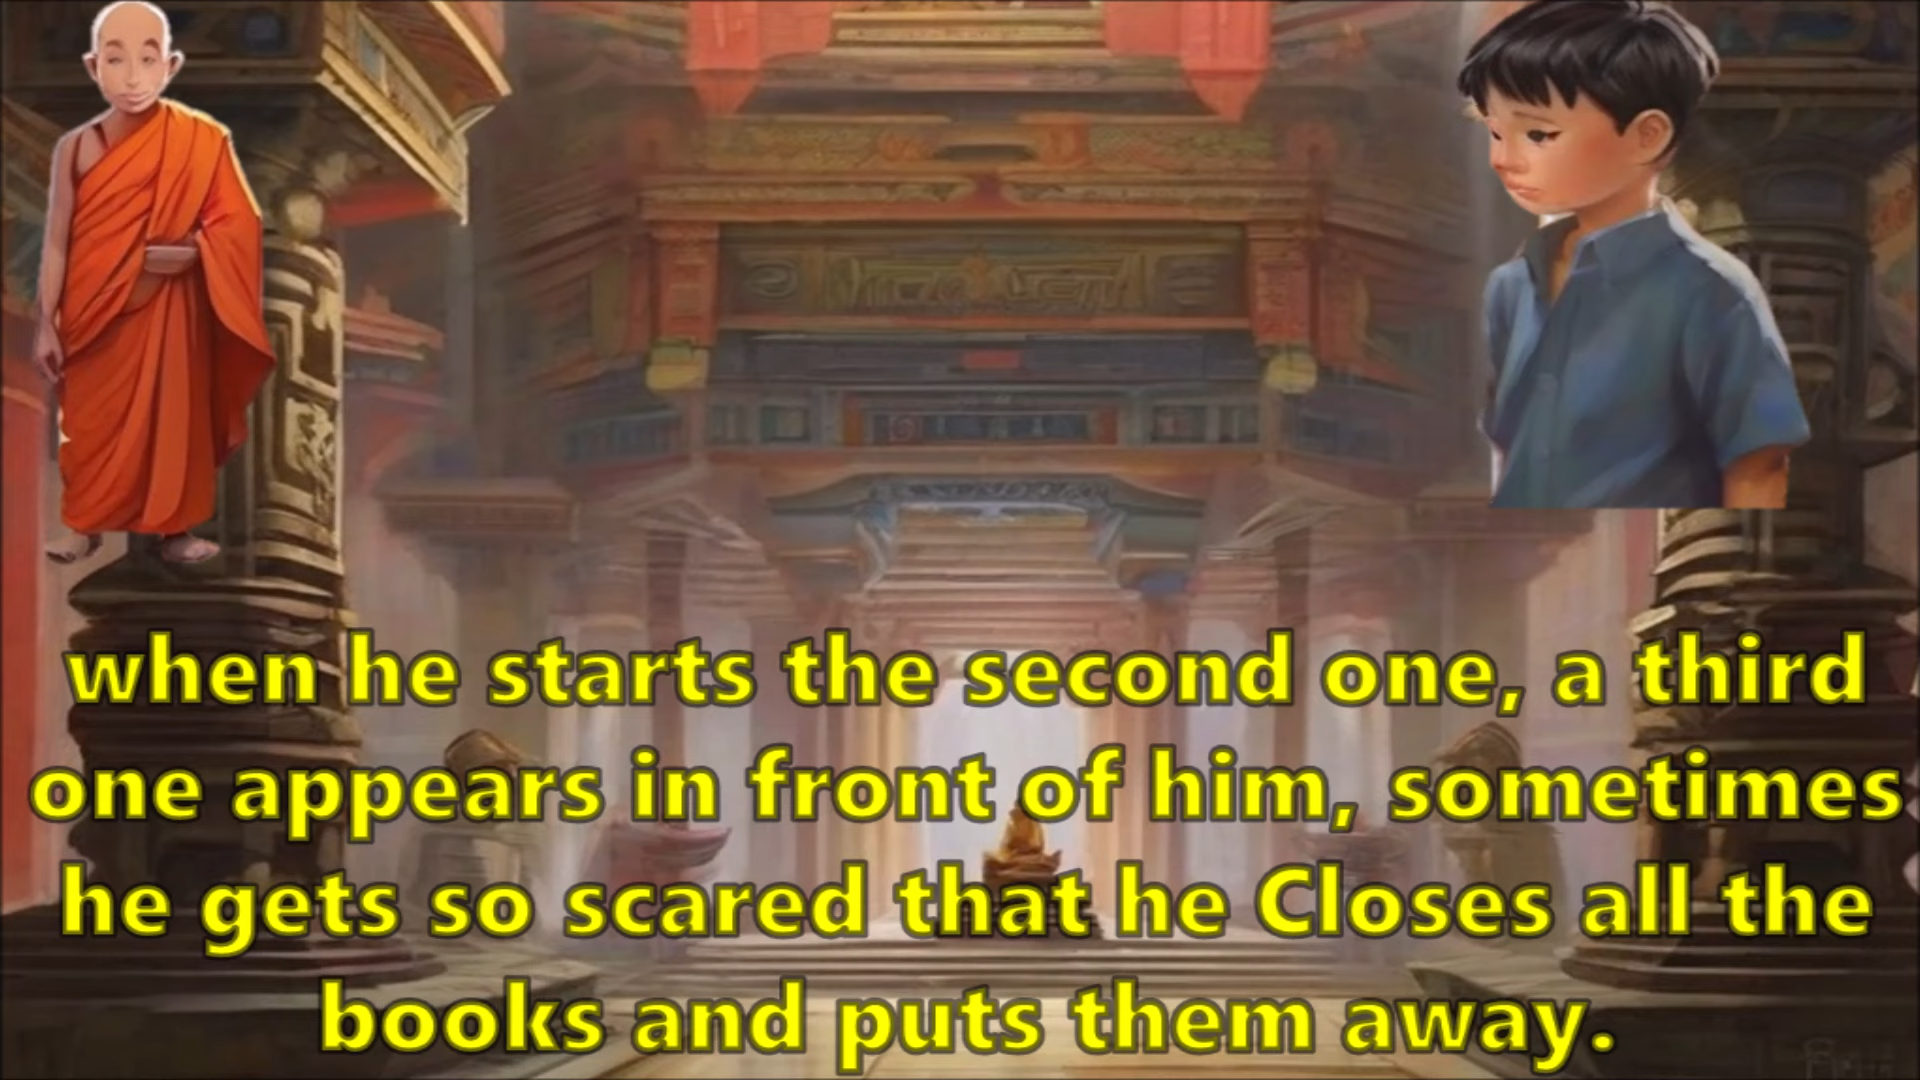 when he starts the second one, a third
one appears in front of him, sometimes
he gets so scared that he Closes all the
books and puts them away.